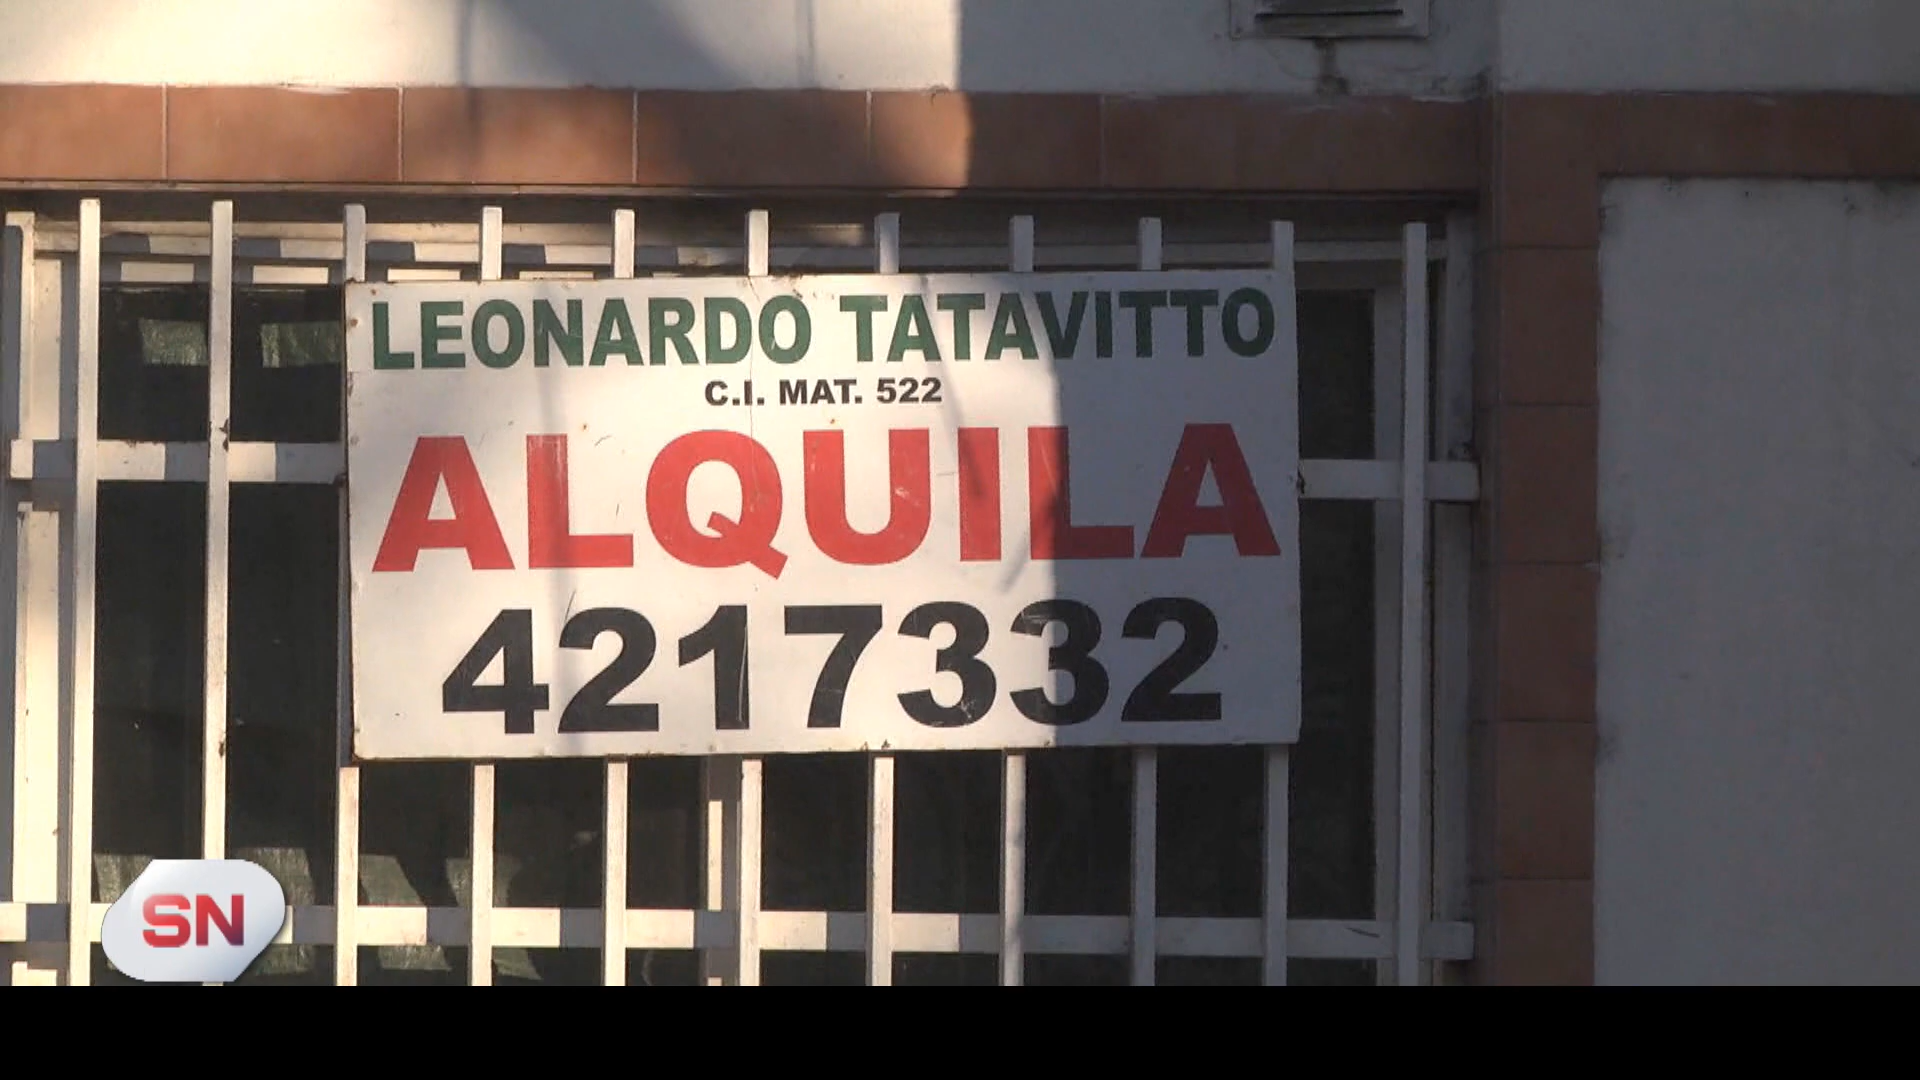 LEONARDO TATAVITTO
C.I. MAT. 522
ALQUILA
4217332
SN